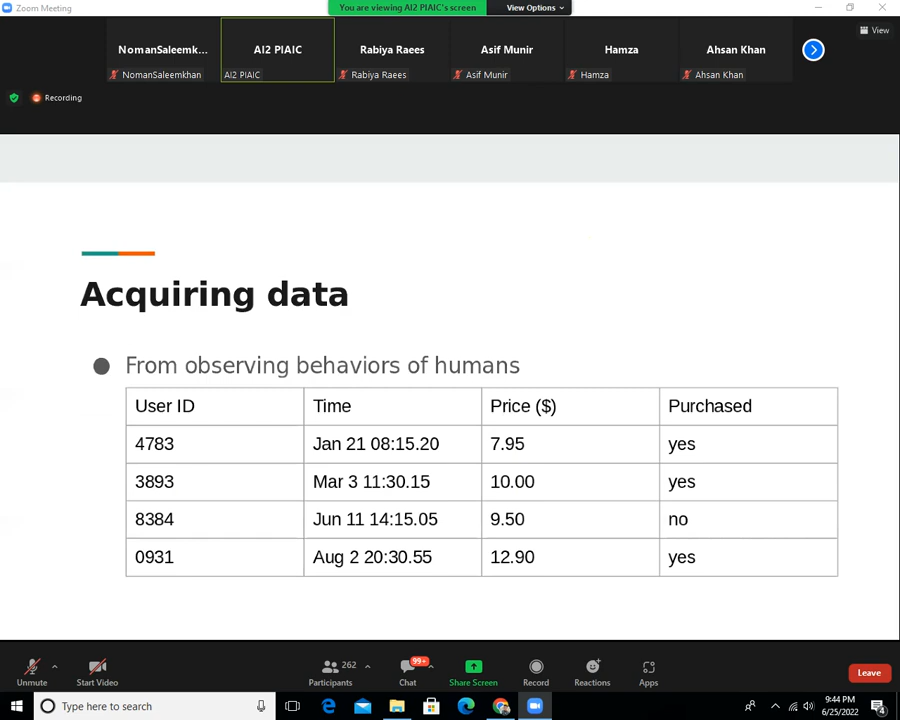 Zoom Meeting
You are viewing AI2 PIAIC's screen
View Options
View
NomanSaleemk...
AI2 PIAIC
Rabiya Raees
Asif Munir
Hamza
Ahsan Khan
NomanSaleemkhan
AI2 PIAIC
Rabiya Raees
Asif Munir
Hamza
Ahsan Khan
Recording
Acquiring data
● From observing behaviors of humans
User ID Time Price ($) Purchased
4783 Jan 21 08:15.20 7.95 yes
3893 Mar 3 11:30.15 10.00 yes
8384 Jun 11 14:15.05 9.50 no
0931 Aug 2 20:30.55 12.90 yes
262
99+
Unmute
Start Video
Participants
Chat
Share Screen
Record
Reactions
Apps
Leave
Type here to search
9:44 PM
6/25/2022
4